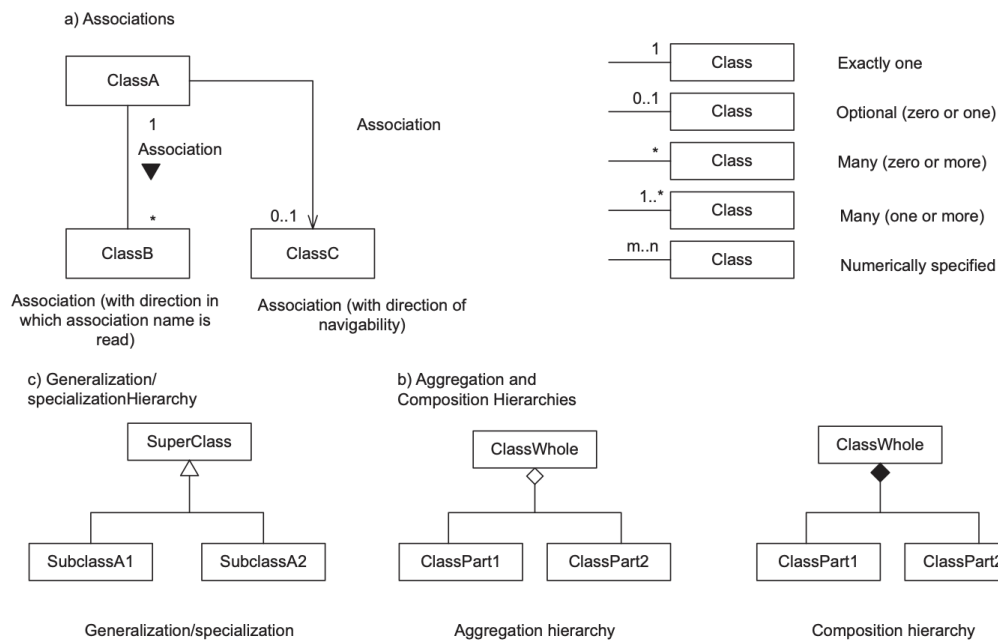 a) Associations
ClassA
1
Association
*
ClassB
Association (with direction in
which association name is
read)
Association
0..1
ClassC
Association (with direction of
navigability)
1
Class
Exactly one
0..1
Class
Optional (zero or one)
*
Class
Many (zero or more)
1..*
Class
Many (one or more)
m..n
Class
Numerically specified
c) Generalization/
specializationHierarchy
SuperClass
SubclassA1
SubclassA2
Generalization/specialization
b) Aggregation and
Composition Hierarchies
ClassWhole
ClassPart1
ClassPart2
Aggregation hierarchy
ClassWhole
ClassPart1
ClassPart2
Composition hierarchy